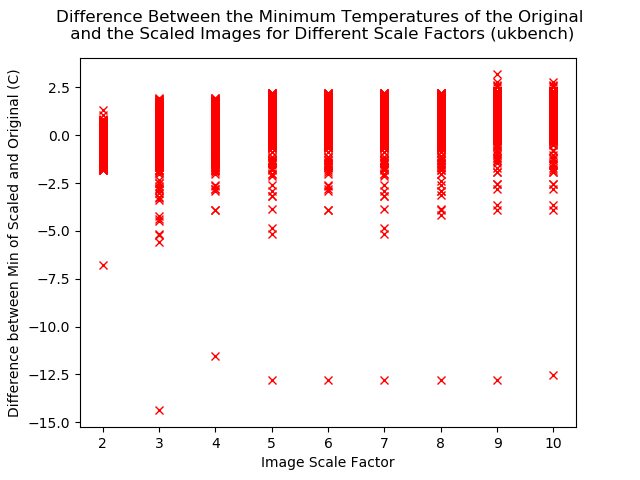 Difference Between the Minimum Temperatures of the Original
and the Scaled Images for Different Scale Factors (ukbench)
Difference between Min of Scaled and Original (C)
2.5
0.0
−2.5
−5.0
−7.5
−10.0
−12.5
−15.0
2 3 4 5 6 7 8 9 10
Image Scale Factor